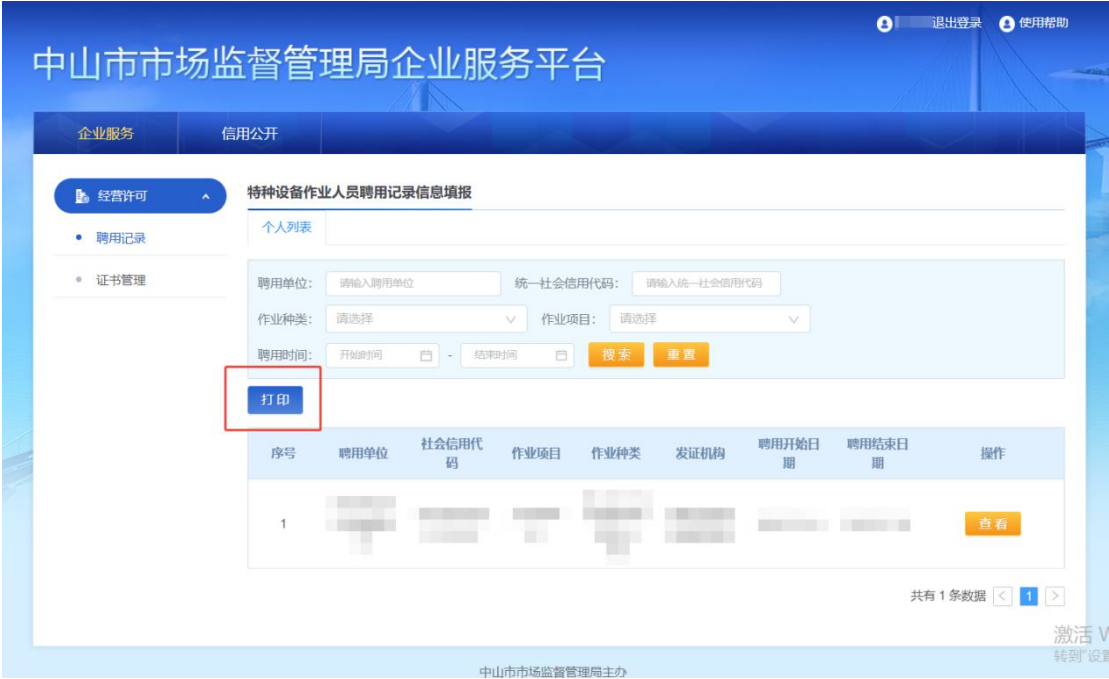 退出登录 使用帮助
中山市市场监督管理局企业服务平台
企业服务 信用公开
经营许可
聘用记录
证书管理
特种设备作业人员聘用记录信息填报
个人列表
聘用单位： 请输入聘用单位 统一社会信用代码： 请输入统一社会信用代码
作业种类： 请选择 作业项目： 请选择
聘用时间： 开始时间 - 结束时间 搜索 重置
打印
序号 聘用单位 社会信用代码 作业项目 作业种类 发证机构 聘用开始日期 聘用结束日期 操作
1 查看
共有 1 条数据 < 1 >
激活 W
转到"设置
中山市市场监督管理局主办